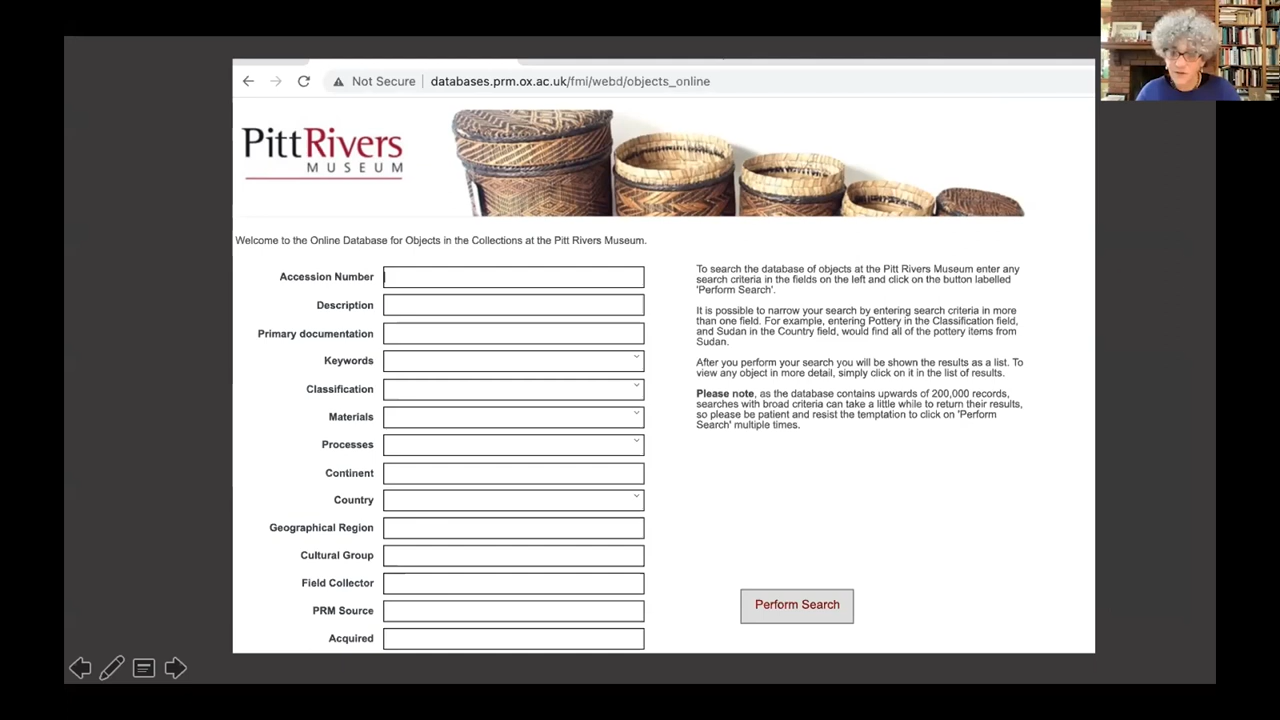 Not Secure databases.prm.ox.ac.uk/fmi/webd/objects_online
PittRivers
MUSEUM
Welcome to the Online Database for Objects in the Collections at the Pitt Rivers Museum.
Accession Number
Description
Primary documentation
Keywords
Classification
Materials
Processes
Continent
Country
Geographical Region
Cultural Group
Field Collector
PRM Source
Acquired
To search the database of objects at the Pitt Rivers Museum enter any
search criteria in the fields on the left and click on the button labelled
'Perform Search'.
It is possible to narrow your search by entering search criteria in more
than one field. For example, entering Pottery in the Classification field,
and Sudan in the Country field, would find all of the pottery items from
Sudan.
After you perform your search you will be shown the results as a list. To
view any object in more detail, simply click on it in the list of results.
Please note, as the database contains upwards of 200,000 records,
searches with broad criteria can take a little while to return their results,
so please be patient and resist the temptation to click on 'Perform
Search' multiple times.
Perform Search